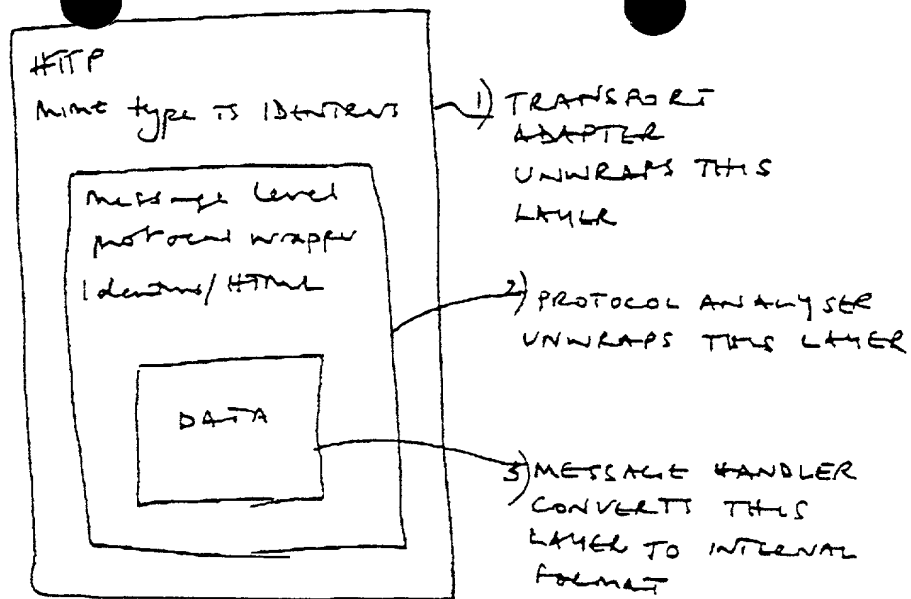 HTTP
mime type is IDENTRUS
message level
protocol wrapper
Identrus/HTML
DATA
1) TRANSPORT
ADAPTER
UNWRAPS THIS
LAYER
2) PROTOCOL ANALYSER
UNWRAPS THIS LAYER
3) MESSAGE HANDLER
CONVERTS THIS
LAYER TO INTERNAL
FORMAT